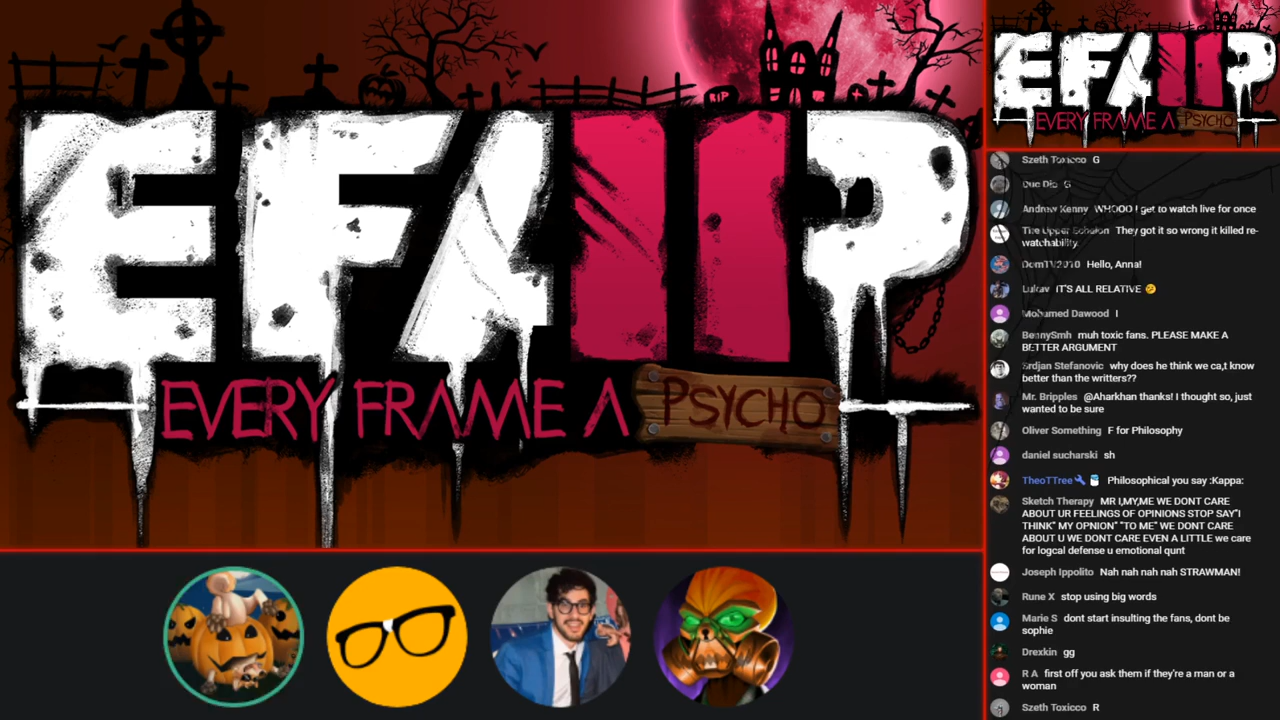 EFAP
EVERY FRAME A PSYCHO
EFAP
EVERY FRAME A PSYCHO
Szeth Toxicco G
Duc Die G
Andrew Kenny WHOOO I get to watch live for once
The Upper Echelon They got it so wrong it killed re-
watchability
DomTV2010 Hello, Anna!
Lukav IT'S ALL RELATIVE 🤔
Mohumed Dawood I
BennySmh muh toxic fans. PLEASE MAKE A
BETTER ARGUMENT
Srdjan Stefanovic why does he think we ca,t know
better than the writters??
Mr. Bripples @Aharkhan thanks! I thought so, just
wanted to be sure
Oliver Something F for Philosophy
daniel sucharski sh
TheoTTree Philosophical you say :Kappa:
Sketch Therapy MR I,MY,ME WE DONT CARE
ABOUT UR FEELINGS OF OPINIONS STOP SAY"I
THINK" MY OPNION" "TO ME" WE DONT CARE
ABOUT U WE DONT CARE EVEN A LITTLE we care
for logcal defense u emotional qunt
Joseph Ippolito Nah nah nah nah STRAWMAN!
Rune X stop using big words
Marie S dont start insulting the fans, dont be
sophie
Drexkin gg
R A first off you ask them if they're a man or a
woman
Szeth Toxicco R